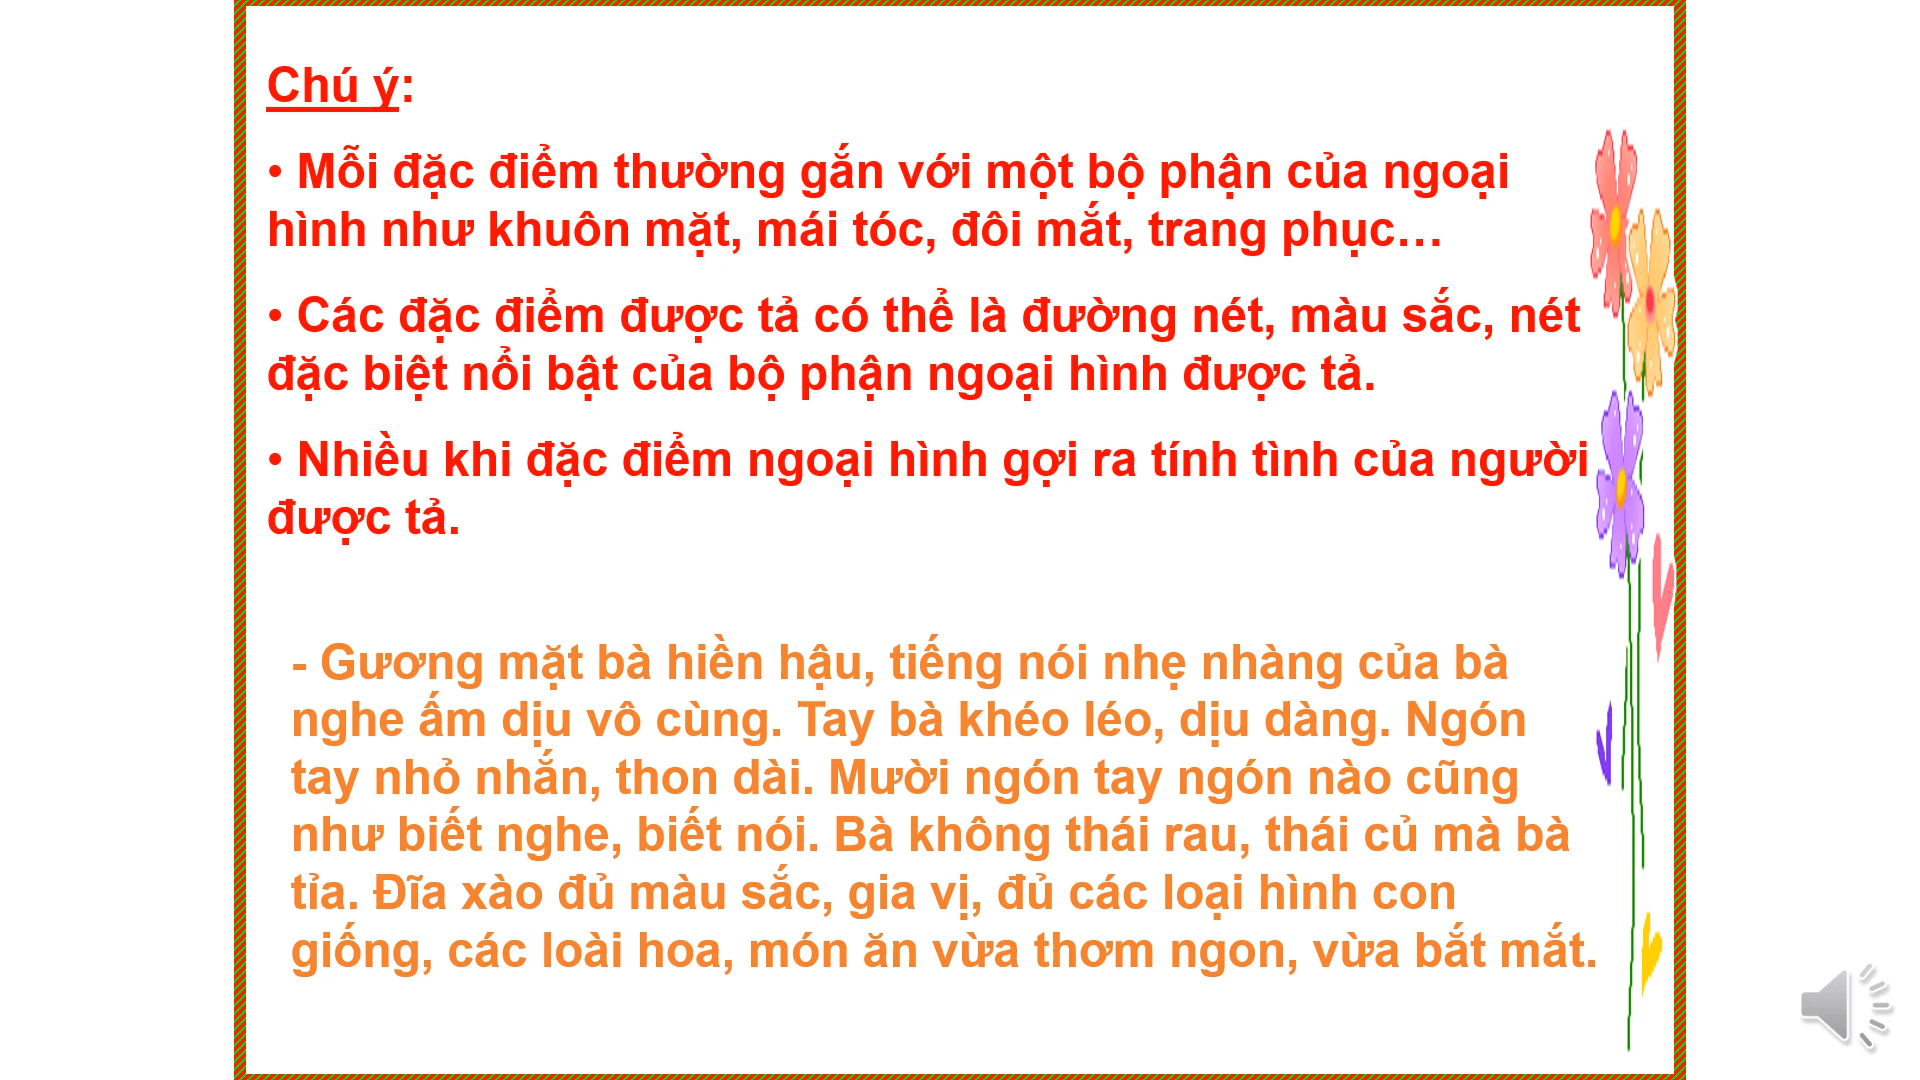 Chú ý:
• Mỗi đặc điểm thường gắn với một bộ phận của ngoại
hình như khuôn mặt, mái tóc, đôi mắt, trang phục…
• Các đặc điểm được tả có thể là đường nét, màu sắc, nét
đặc biệt nổi bật của bộ phận ngoại hình được tả.
• Nhiều khi đặc điểm ngoại hình gợi ra tính tình của người
được tả.
- Gương mặt bà hiền hậu, tiếng nói nhẹ nhàng của bà
nghe ấm dịu vô cùng. Tay bà khéo léo, dịu dàng. Ngón
tay nhỏ nhắn, thon dài. Mười ngón tay ngón nào cũng
như biết nghe, biết nói. Bà không thái rau, thái củ mà bà
tỉa. Đĩa xào đủ màu sắc, gia vị, đủ các loại hình con
giống, các loài hoa, món ăn vừa thơm ngon, vừa bắt mắt.